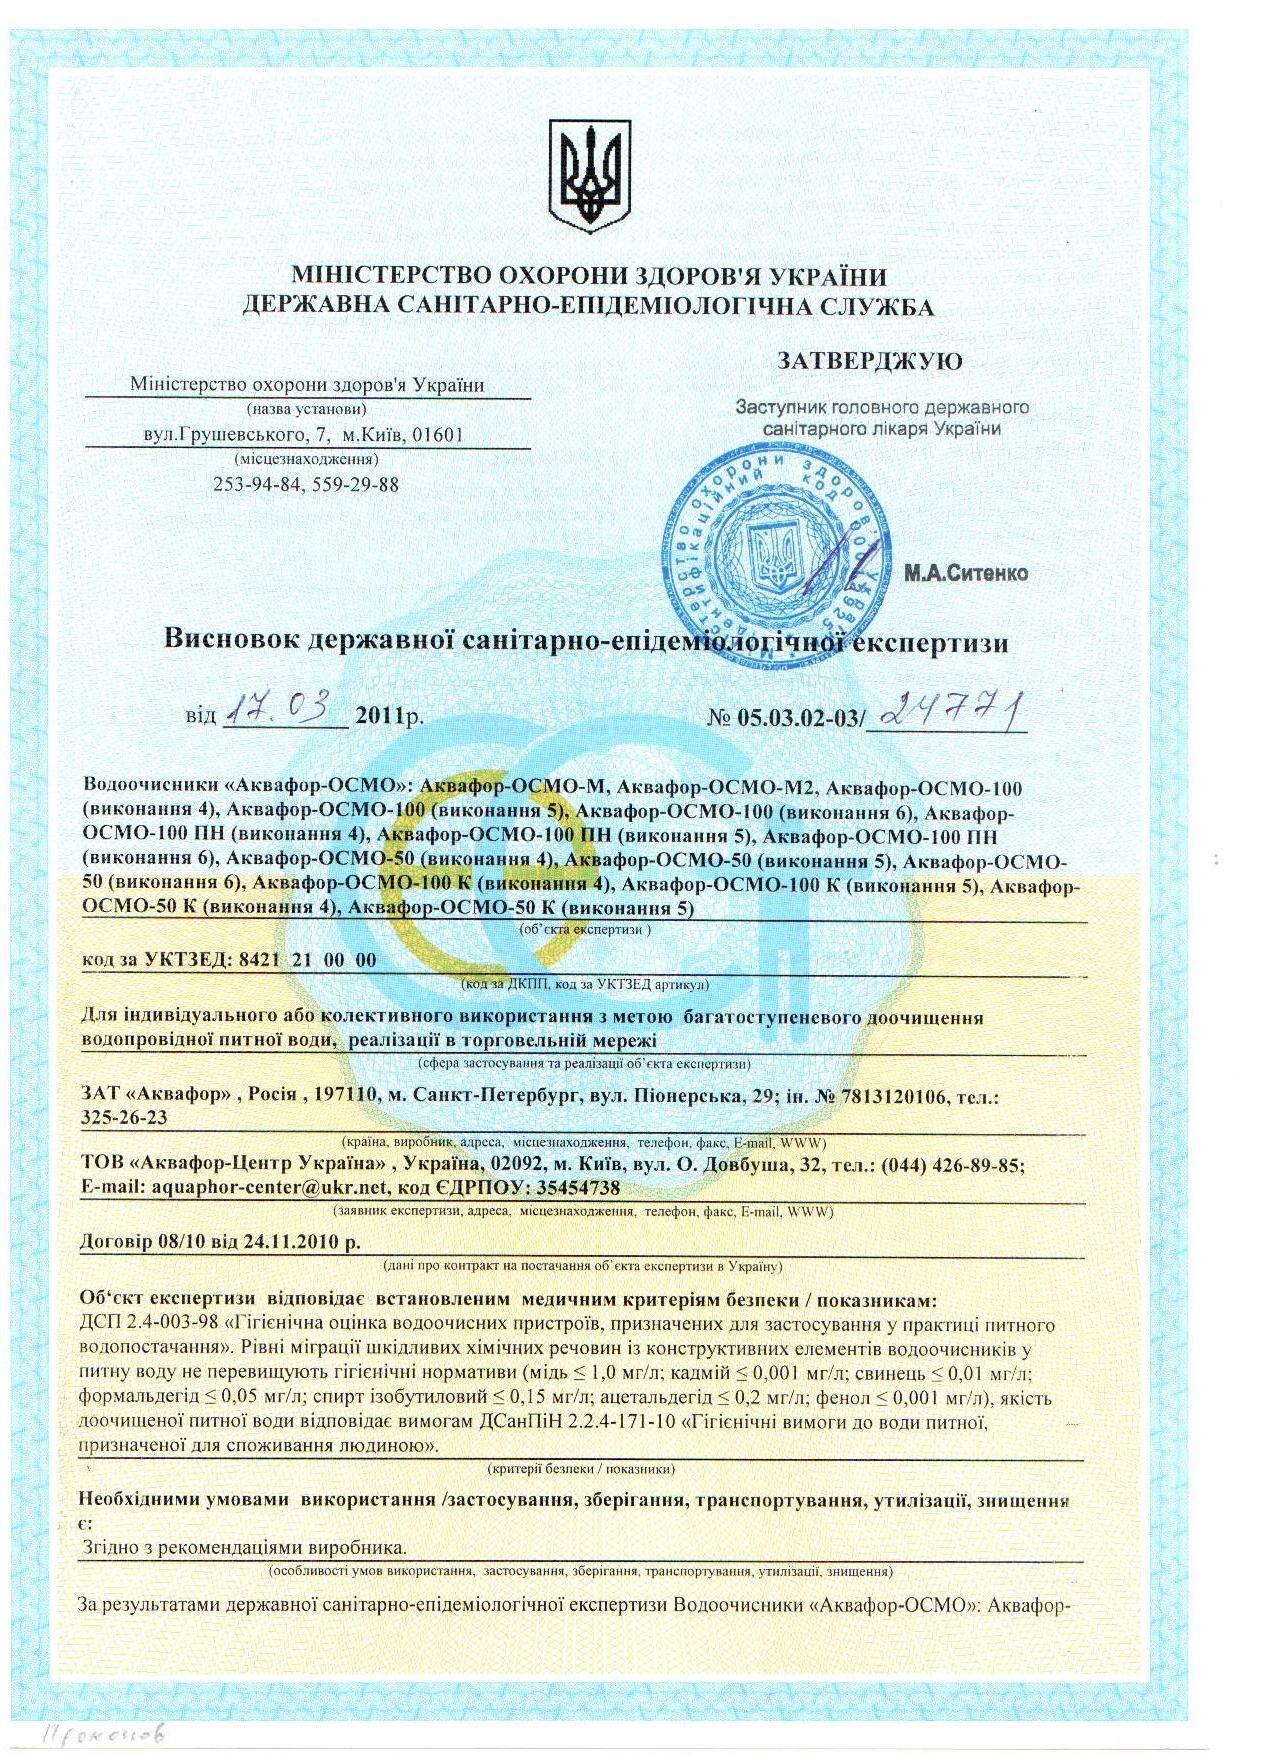 МІНІСТЕРСТВО ОХОРОНИ ЗДОРОВ'Я УКРАЇНИ
ДЕРЖАВНА САНІТАРНО-ЕПІДЕМІОЛОГІЧНА СЛУЖБА
ЗАТВЕРДЖУЮ
Міністерство охорони здоров'я України
(назва установи)
вул.Грушевського, 7, м.Київ, 01601
(місцезнаходження)
253-94-84, 559-29-88
Заступник головного державного
санітарного лікаря України
М.А.Ситенко
Висновок державної санітарно-епідеміологічної експертизи
від 17.03 2011р.
№ 05.03.02-03/ 24771
Водоочисники «Аквафор-ОСМО»: Аквафор-ОСМО-М, Аквафор-ОСМО-М2, Аквафор-ОСМО-100
(виконання 4), Аквафор-ОСМО-100 (виконання 5), Аквафор-ОСМО-100 (виконання 6), Аквафор-
ОСМО-100 ПН (виконання 4), Аквафор-ОСМО-100 ПН (виконання 5), Аквафор-ОСМО-100 ПН
(виконання 6), Аквафор-ОСМО-50 (виконання 4), Аквафор-ОСМО-50 (виконання 5), Аквафор-ОСМО-
50 (виконання 6), Аквафор-ОСМО-100 К (виконання 4), Аквафор-ОСМО-100 К (виконання 5), Аквафор-
ОСМО-50 К (виконання 4), Аквафор-ОСМО-50 К (виконання 5)
(об'єкта експертизи )
код за УКТЗЕД: 8421 21 00 00
(код за ДКПП, код за УКТЗЕД артикул)
Для індивідуального або колективного використання з метою багатоступеневого доочищення
водопровідної питної води, реалізації в торговельній мережі
(сфера застосування та реалізації об'єкта експертизи)
ЗАТ «Аквафор» , Росія , 197110, м. Санкт-Петербург, вул. Піонерська, 29; ін. № 7813120106, тел.:
325-26-23
(країна, виробник, адреса, місцезнаходження, телефон, факс, E-mail, WWW)
ТОВ «Аквафор-Центр Україна» , Україна, 02092, м. Київ, вул. О. Довбуша, 32, тел.: (044) 426-89-85;
E-mail: aquaphor-center@ukr.net, код ЄДРПОУ: 35454738
(заявник експертизи, адреса, місцезнаходження, телефон, факс, E-mail, WWW)
Договір 08/10 від 24.11.2010 р.
(дані про контракт на постачання об'єкта експертизи в Україну)
Об'єкт експертизи відповідає встановленим медичним критеріям безпеки / показникам:
ДСП 2.4-003-98 «Гігієнічна оцінка водоочисних пристроїв, призначених для застосування у практиці питного
водопостачання». Рівні міграції шкідливих хімічних речовин із конструктивних елементів водоочисників у
питну воду не перевищують гігієнічні нормативи (мідь ≤ 1,0 мг/л; кадмій ≤ 0,001 мг/л; свинець ≤ 0,01 мг/л;
формальдегід ≤ 0,05 мг/л; спирт ізобутиловий ≤ 0,15 мг/л; ацетальдегід ≤ 0,2 мг/л; фенол ≤ 0,001 мг/л), якість
доочищеної питної води відповідає вимогам ДСанПіН 2.2.4-171-10 «Гігієнічні вимоги до води питної,
призначеної для споживання людиною».
(критерії безпеки / показники)
Необхідними умовами використання /застосування, зберігання, транспортування, утилізації, знищення
є:
Згідно з рекомендаціями виробника.
(особливості умов використання, застосування, зберігання, транспортування, утилізації, знищення)
За результатами державної санітарно-епідеміологічної експертизи Водоочисники «Аквафор-ОСМО»: Аквафор-